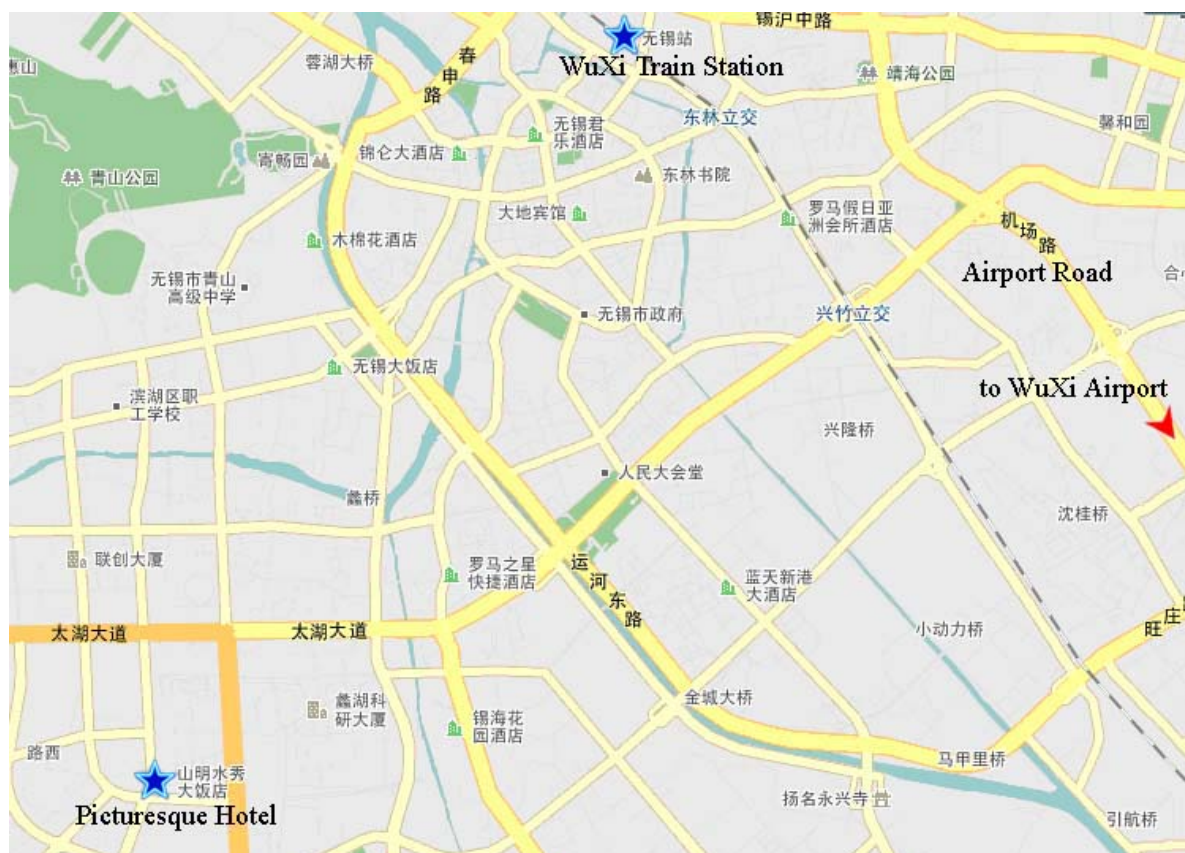 锡沪中路
无锡站
WuXi Train Station
惠山
蓉湖大桥
春申路
靖海公园
东林立交
馨和园
无锡君
乐酒店
锦仑大酒店
寄畅园
青山公园
东林书院
大地宾馆
罗马假日亚
洲会所酒店
机场路
木棉花酒店
Airport Road
合心
无锡市青山
高级中学
无锡市政府
兴竹立交
无锡大饭店
to WuXi Airport
滨湖区职
工学校
兴隆桥
人民大会堂
蠡桥
沈桂桥
联创大厦
罗马之星
快捷酒店
运河东路
蓝天新港
大酒店
太湖大道
太湖大道
小动力桥
旺庄
蠡湖科
研大厦
金城大桥
锡海花
园酒店
路西
马甲里桥
山明水秀
大饭店
Picturesque Hotel
扬名永兴寺
引航桥